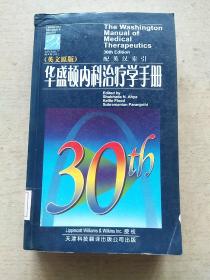 The Washington
Manual of
Medical
Therapeutics
30th Edition
《英文原版》
配英汉索引
华盛顿内科治疗学手册
Edited by
Shubhada N. Ahya
Kellie Flood
Subramanian Paranjothi
30th
Lippincott Williams & Wilkins Inc. 授权
天津科技翻译出版公司出版